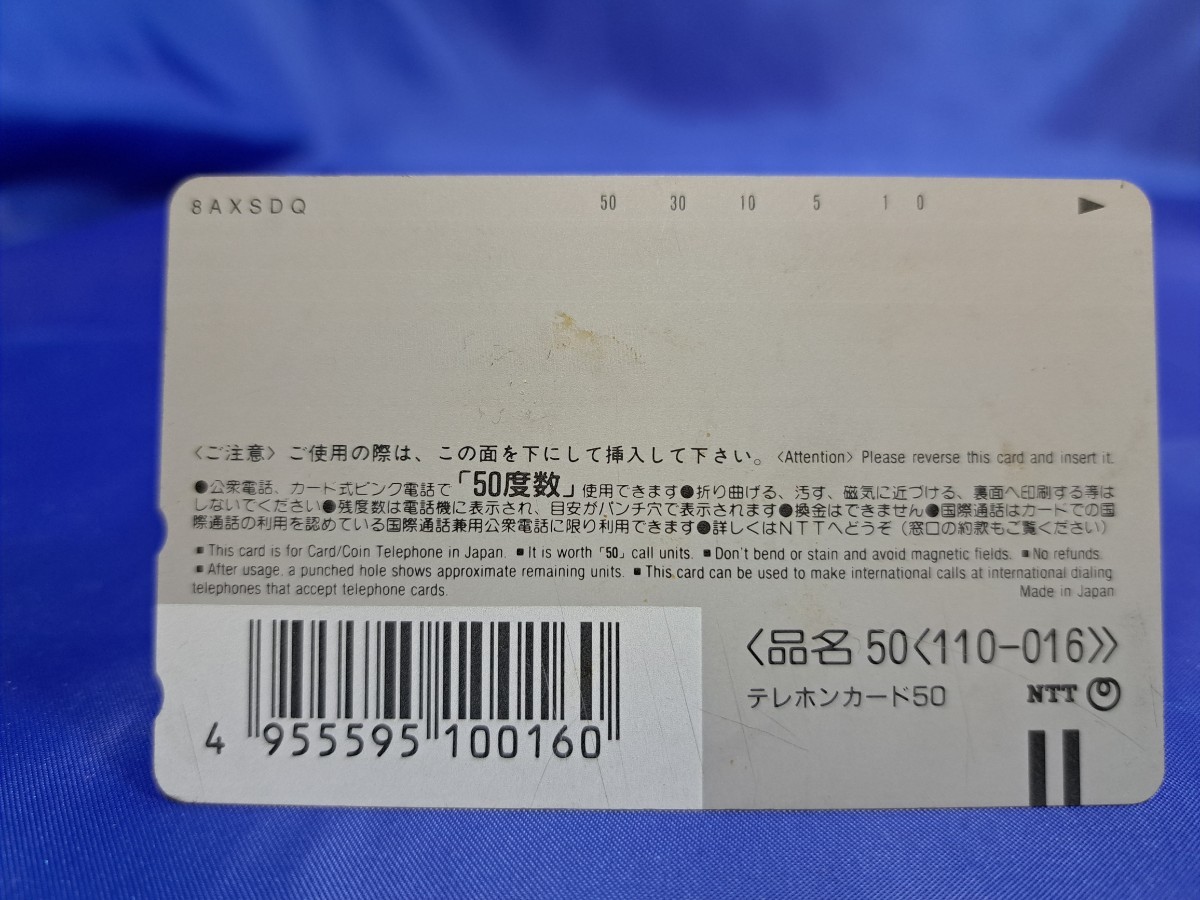 8AXSDQ 50 30 10 5 1 0 ▶
〈ご注意〉ご使用の際は、この面を下にして挿入して下さい。〈Attention〉Please reverse this card and insert it.
●公衆電話、カード式ピンク電話で「50度数」使用できます●折り曲げる、汚す、磁気に近づける、裏面へ印刷する等は
しないでください●残度数は電話機に表示され、目安がパンチ穴で表示されます●換金はできません●国際通話はカードでの国
際通話の利用を認めている国際通話兼用公衆電話に限り利用できます●詳しくはNTTへどうぞ（窓口の約款もご覧ください）
■This card is for Card/Coin Telephone in Japan. ■It is worth「50」call units. ■Don't bend or stain and avoid magnetic fields. ■No refunds.
■After usage, a punched hole shows approximate remaining units. ■This card can be used to make international calls at international dialing
telephones that accept telephone cards. Made in Japan
〈品名 50〈110-016〉〉
テレホンカード50 NTT
4 955595 100160